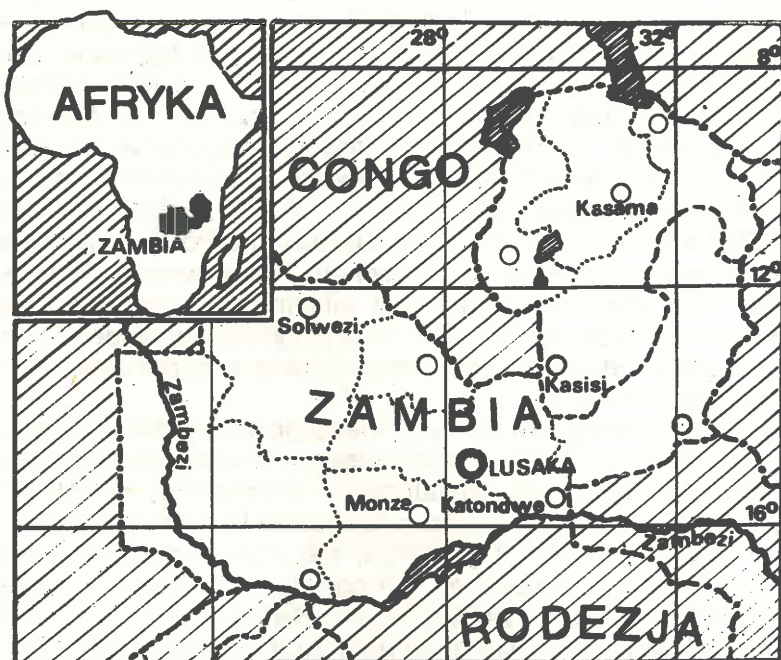 AFRYKA
ZAMBIA
28°
32°
8°
CONGO
Kasama
12°
Solwezi
Zambezi
Kasisi
ZAMBIA
LUSAKA
Monze
Katondwe
16°
Zambezi
RODEZJA